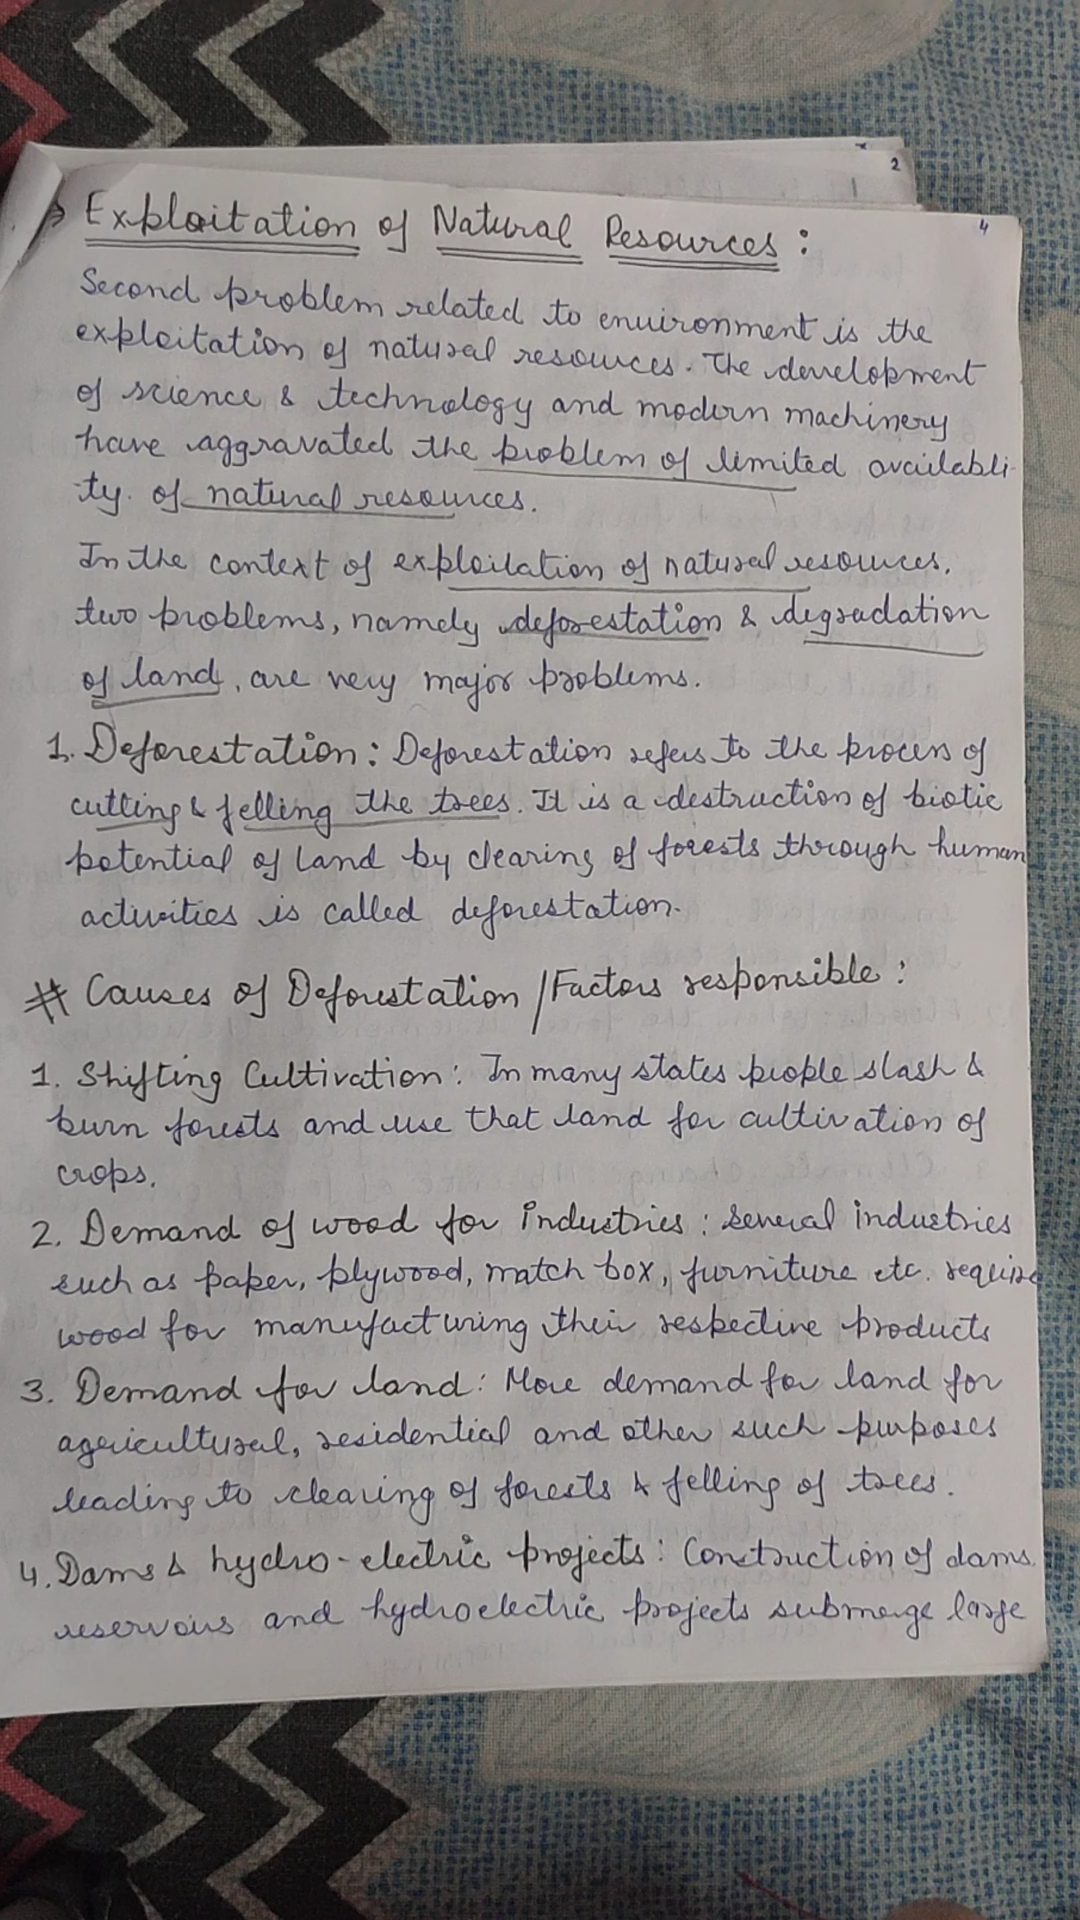 2
4
Exploitation of Natural Resources :
Second problem related to environment is the
exploitation of natural resources. The development
of science & technology and modern machinery
have aggravated the problem of limited availabli-
ty. of natural resources.
In the context of exploitation of natural resources,
two problems, namely deforestation & degradation
of land, are very major problems.
1. Deforestation : Deforestation refers to the process of
cutting & felling the trees. It is a destruction of biotic
potential of land by clearing of forests through human
activities is called deforestation.
# Causes of Deforestation / Factors responsible :
1. Shifting Cultivation : In many states people slash &
burn forests and use that land for cultivation of
crops.
2. Demand of wood for industries : Several industries
such as paper, plywood, match box, furniture etc. require
wood for manufacturing their respective products
3. Demand for land : More demand for land for
agricultural, residential and other such purposes
leading to clearing of forests & felling of trees.
4. Dams & hydro-electric projects : Construction of dams,
reservoirs and hydroelectric projects submerge large